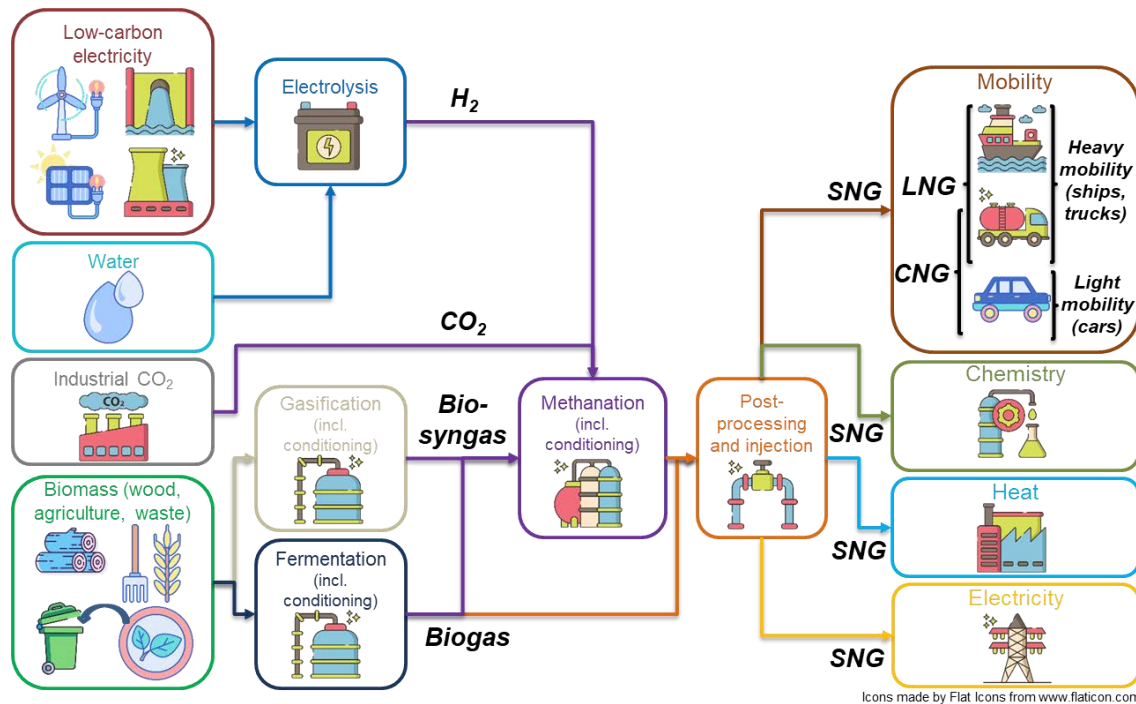 Low-carbon
electricity
Electrolysis
H2
Water
CO2
Industrial CO2
CO2
Biomass (wood,
agriculture, waste)
Gasification
(incl.
conditioning)
Bio-
syngas
Fermentation
(incl.
conditioning)
Biogas
Methanation
(incl.
conditioning)
Post-
processing
and injection
SNG
SNG
SNG
SNG
Mobility
LNG
CNG
Heavy
mobility
(ships,
trucks)
Light
mobility
(cars)
Chemistry
Heat
Electricity
Icons made by Flat Icons from www.flaticon.com